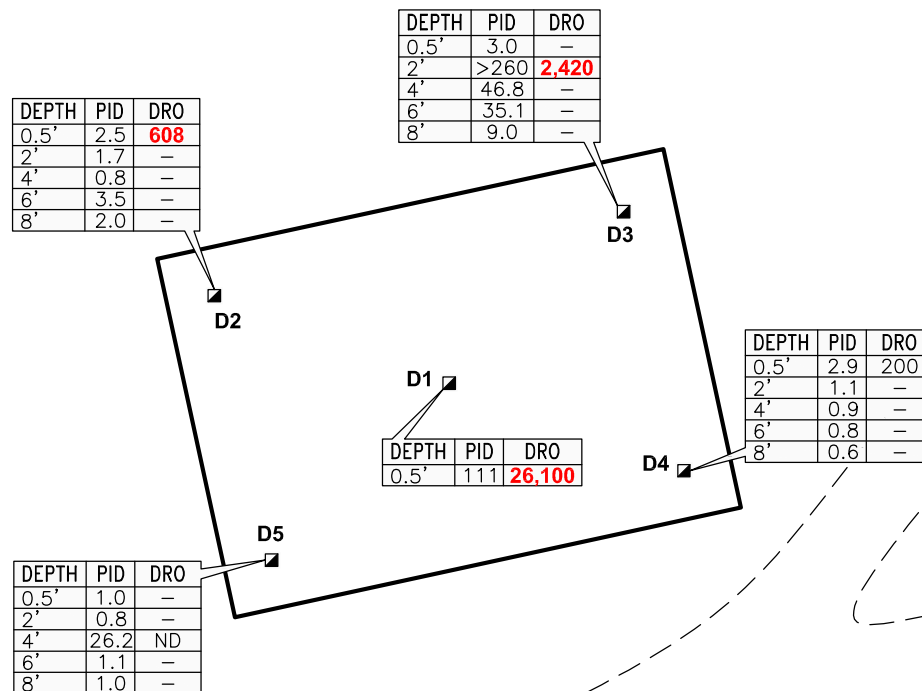 DEPTH PID DRO
0.5' 3.0 –
2' >260 2,420
4' 46.8 –
6' 35.1 –
8' 9.0 –
DEPTH PID DRO
0.5' 2.5 608
2' 1.7 –
4' 0.8 –
6' 3.5 –
8' 2.0 –
D3
D2
DEPTH PID DRO
0.5' 2.9 200
2' 1.1 –
4' 0.9 –
6' 0.8 –
8' 0.6 –
D1
DEPTH PID DRO
0.5' 111 26,100
D4
D5
DEPTH PID DRO
0.5' 1.0 –
2' 0.8 –
4' 26.2 ND
6' 1.1 –
8' 1.0 –